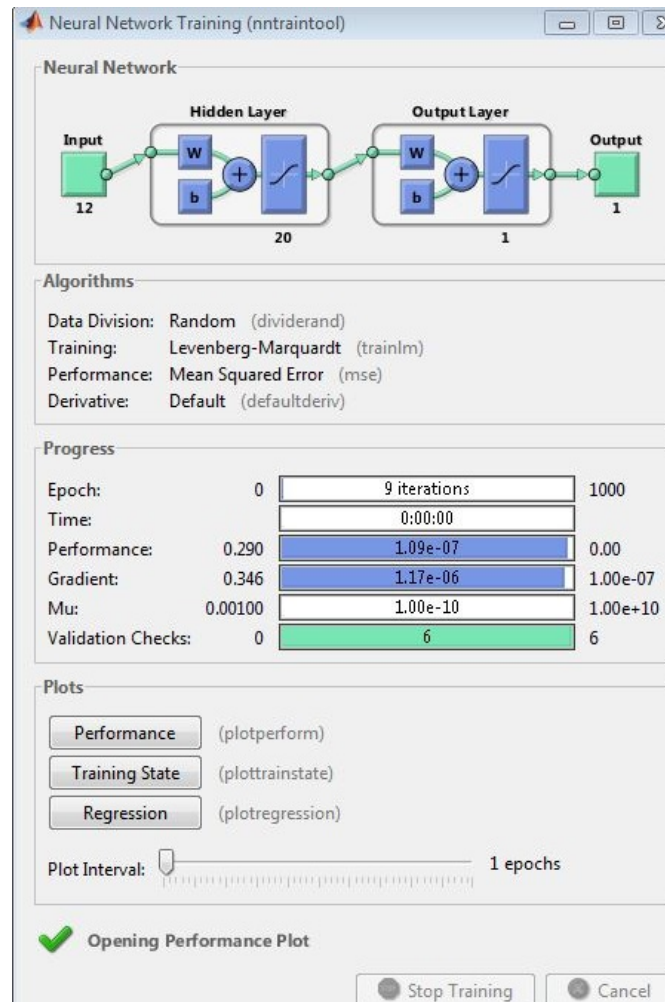 Neural Network Training (nntraintool)
Neural Network
Hidden Layer Output Layer
Input Output
W W
b b
12 20 1 1
Algorithms
Data Division: Random (dividerand)
Training: Levenberg-Marquardt (trainlm)
Performance: Mean Squared Error (mse)
Derivative: Default (defaultderiv)
Progress
Epoch: 0 9 iterations 1000
Time: 0:00:00
Performance: 0.290 1.09e-07 0.00
Gradient: 0.346 1.17e-06 1.00e-07
Mu: 0.00100 1.00e-10 1.00e+10
Validation Checks: 0 6 6
Plots
Performance (plotperform)
Training State (plottrainstate)
Regression (plotregression)
Plot Interval: 1 epochs
Opening Performance Plot
Stop Training Cancel